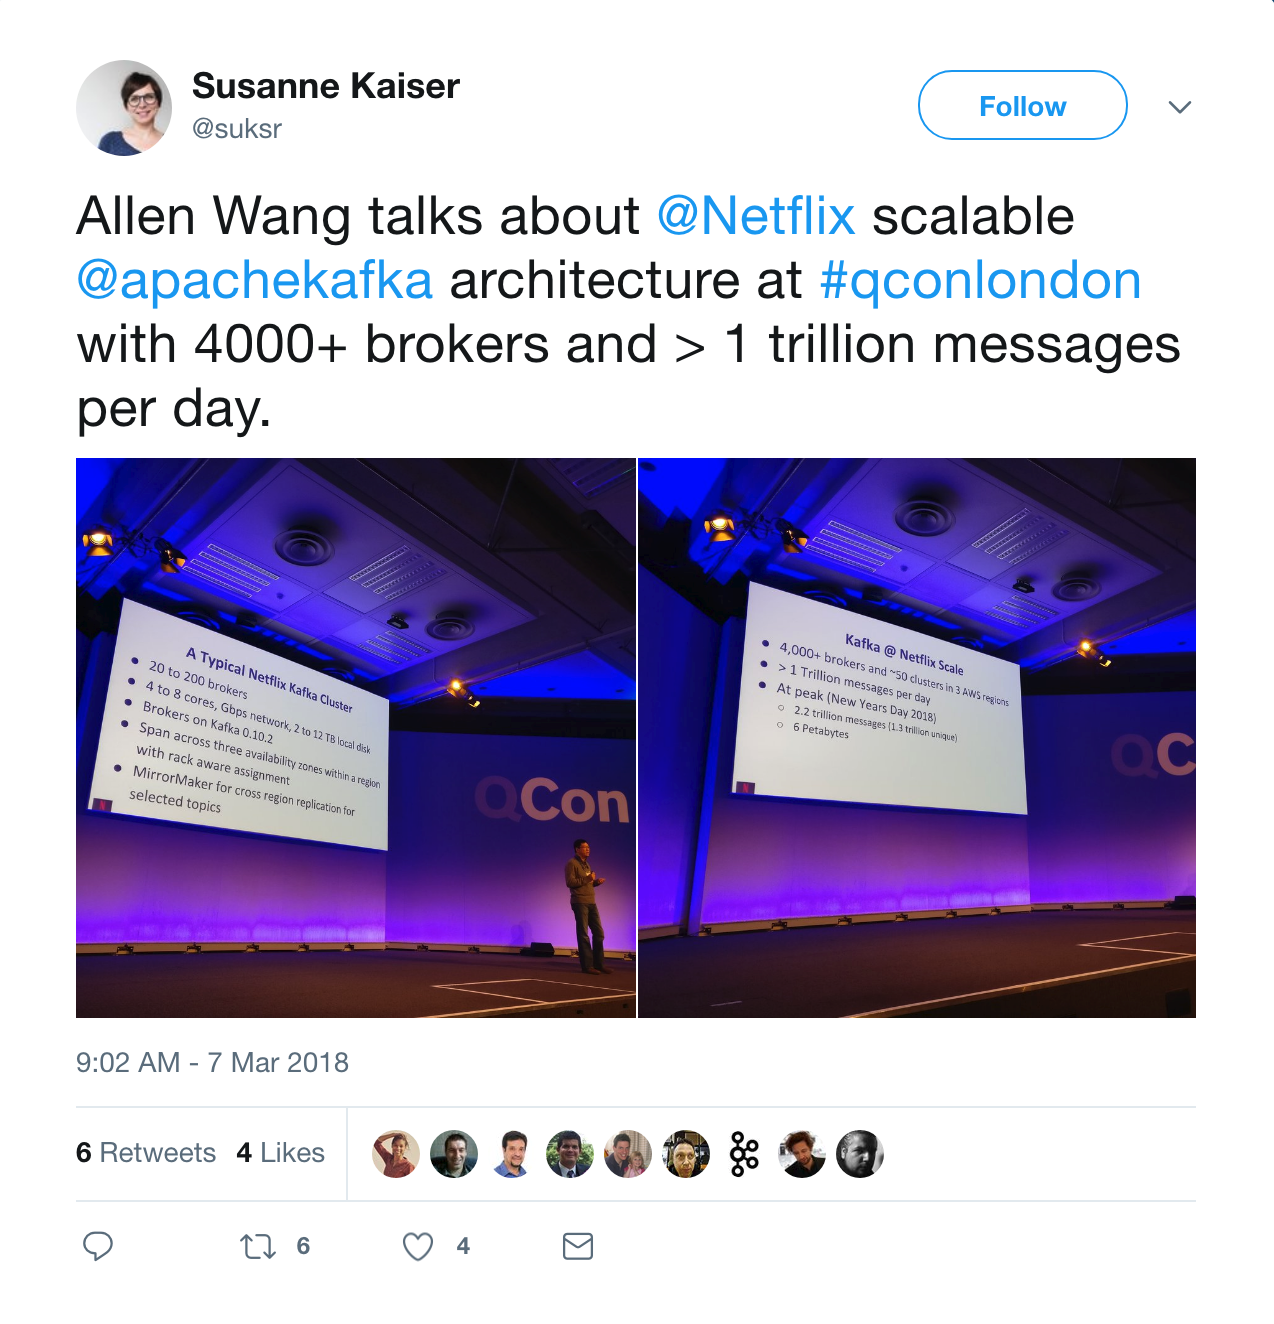 Susanne Kaiser
@suksr
Follow
Allen Wang talks about @Netflix scalable
@apachekafka architecture at #qconlondon
with 4000+ brokers and > 1 trillion messages
per day.
A Typical Netflix Kafka Cluster
● 20 to 200 brokers
● 4 to 8 cores, Gbps network, 2 to 12 TB local disk
● Brokers on Kafka 0.10.2
● Span across three availability zones within a region
with rack aware assignment
● MirrorMaker for cross region replication for
selected topics
N
QCon
Kafka @ Netflix Scale
● 4,000+ brokers and ~50 clusters in 3 AWS regions
● > 1 Trillion messages per day
● At peak (New Years Day 2018)
○ 2.2 trillion messages (1.3 trillion unique)
○ 6 Petabytes
N
QC
9:02 AM - 7 Mar 2018
6 Retweets 4 Likes
6 4